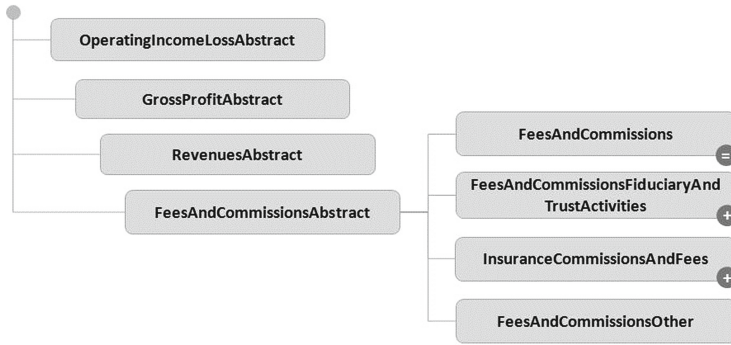 OperatingIncomeLossAbstract
GrossProfitAbstract
RevenuesAbstract
FeesAndCommissionsAbstract
FeesAndCommissions
=
FeesAndCommissionsFiduciaryAnd
TrustActivities
+
InsuranceCommissionsAndFees
+
FeesAndCommissionsOther